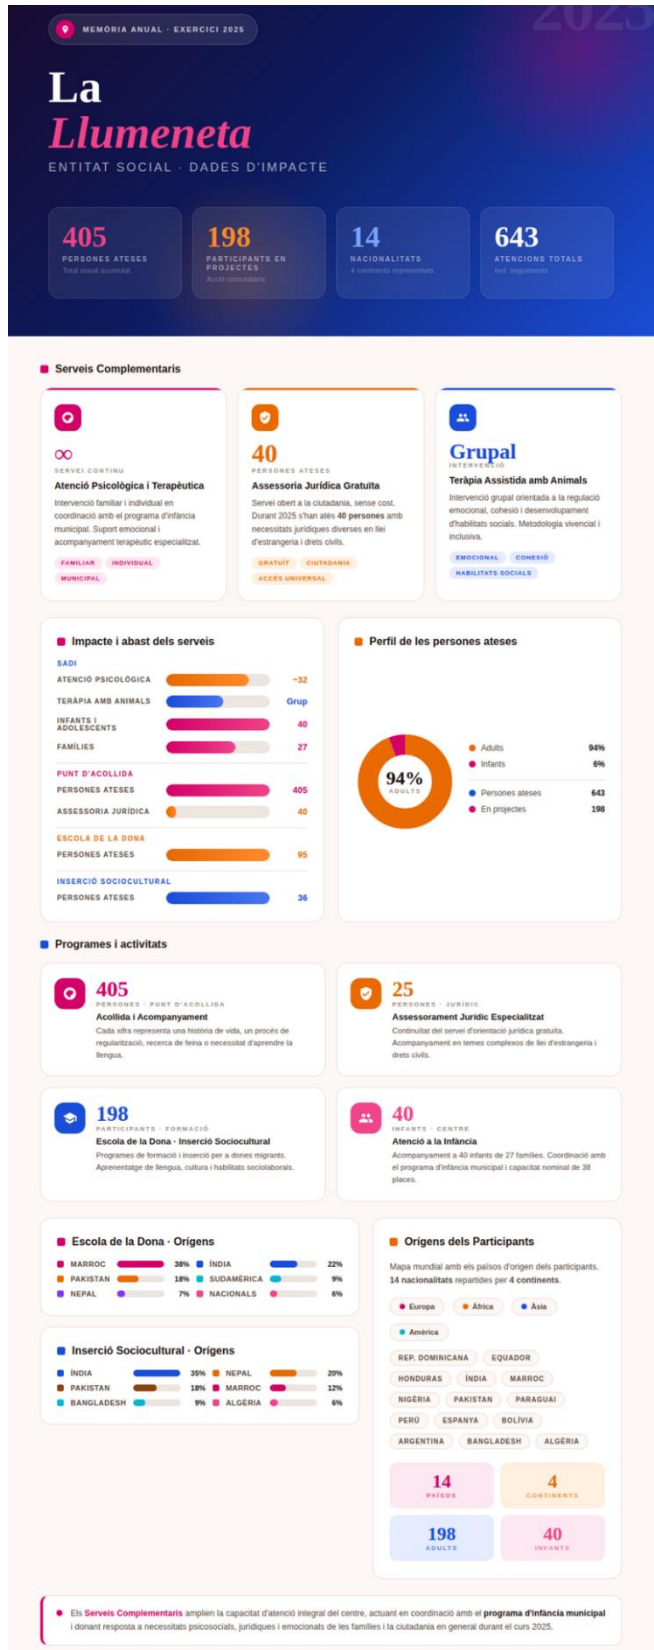 2025
MEMÒRIA ANUAL · EXERCICI 2025
La
Llumeneta
ENTITAT SOCIAL · DADES D'IMPACTE
405
PERSONES ATESES
Total anual acumulat
198
PARTICIPANTS EN
PROJECTES
Acció comunitària
14
NACIONALITATS
4 continents representats
643
ATENCIONS TOTALS
Incl. seguiments
Serveis Complementaris
∞
SERVEI CONTINU
Atenció Psicològica i Terapèutica
Intervenció familiar i individual en
coordinació amb el programa d'infància
municipal. Suport emocional i
acompanyament terapèutic especialitzat.
FAMILIAR
INDIVIDUAL
MUNICIPAL
40
PERSONES ATESES
Assessoria Jurídica Gratuïta
Servei obert a la ciutadania, sense cost.
Durant 2025 s'han atès 40 persones amb
necessitats jurídiques diverses en llei
d'estrangeria i drets civils.
GRATUÏT
CIUTADANIA
ACCÉS UNIVERSAL
Grupal
INTERVENCIÓ
Teràpia Assistida amb Animals
Intervenció grupal orientada a la regulació
emocional, cohesió i desenvolupament
d'habilitats socials. Metodologia vivencial i
inclusiva.
EMOCIONAL
COHESIÓ
HABILITATS SOCIALS
Impacte i abast dels serveis
SADI
ATENCIÓ PSICOLÒGICA ~32
TERÀPIA AMB ANIMALS Grup
INFANTS I
ADOLESCENTS 40
FAMÍLIES 27
PUNT D'ACOLLIDA
PERSONES ATESES 405
ASSESSORIA JURÍDICA 40
ESCOLA DE LA DONA
PERSONES ATESES 95
INSERCIÓ SOCIOCULTURAL
PERSONES ATESES 36
Perfil de les persones ateses
94%
ADULTS
Adults 94%
Infants 6%
Persones ateses 643
En projectes 198
Programes i activitats
405
PERSONES · PUNT D'ACOLLIDA
Acollida i Acompanyament
Cada xifra representa una història de vida, un procés de
regularització, recerca de feina o necessitat d'aprendre la
llengua.
25
PERSONES · JURÍDIC
Assessorament Jurídic Especialitzat
Continuïtat del servei d'orientació jurídica gratuïta.
Acompanyament en temes complexos de llei d'estrangeria i
drets civils.
198
PARTICIPANTS · FORMACIÓ
Escola de la Dona · Inserció Sociocultural
Programes de formació i inserció per a dones migrants.
Aprenentatge de llengua, cultura i habilitats sociolaborals.
40
INFANTS · CENTRE
Atenció a la Infància
Acompanyament a 40 infants de 27 famílies. Coordinació amb
el programa d'infància municipal i capacitat nominal de 38
places.
Escola de la Dona · Orígens
MARROC 38% ÍNDIA 22%
PAKISTAN 18% SUDAMÈRICA 9%
NEPAL 7% NACIONALS 6%
Inserció Sociocultural · Orígens
ÍNDIA 35% NEPAL 20%
PAKISTAN 18% MARROC 12%
BANGLADESH 9% ALGÈRIA 6%
Orígens dels Participants
Mapa mundial amb els països d'origen dels participants.
14 nacionalitats repartides per 4 continents.
Europa
Àfrica
Àsia
Amèrica
REP. DOMINICANA
EQUADOR
HONDURAS
ÍNDIA
MARROC
NIGÈRIA
PAKISTAN
PARAGUAI
PERÚ
ESPANYA
BOLÍVIA
ARGENTINA
BANGLADESH
ALGÈRIA
14
PAÏSOS
4
CONTINENTS
198
ADULTS
40
INFANTS
Els Serveis Complementaris amplien la capacitat d'atenció integral del centre, actuant en coordinació amb el programa d'infància municipal
i donant resposta a necessitats psicosocials, jurídiques i emocionals de les famílies i la ciutadania en general durant el curs 2025.